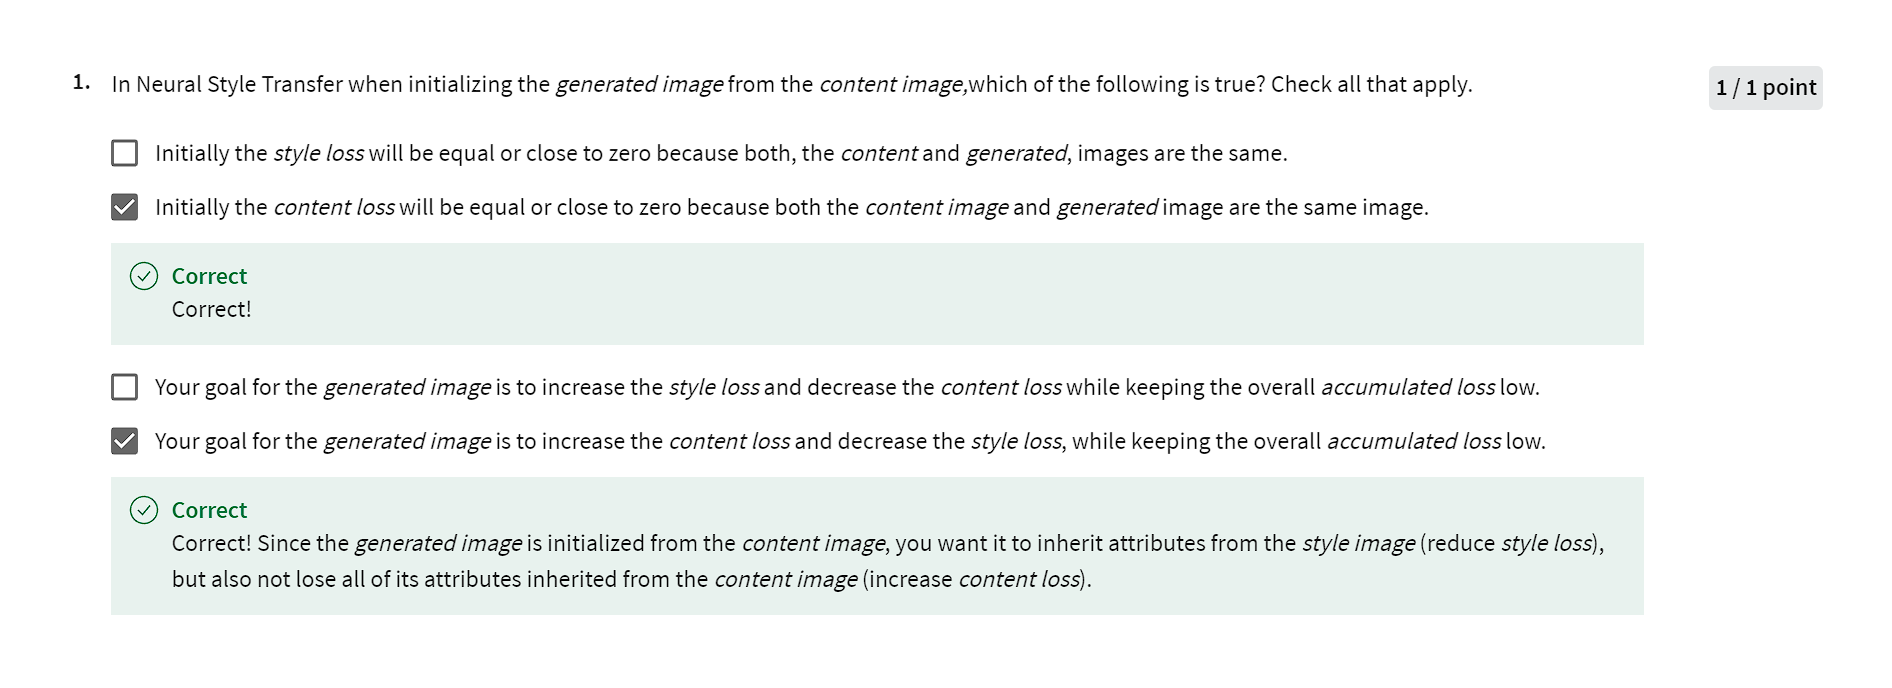 1. In Neural Style Transfer when initializing the generated image from the content image,which of the following is true? Check all that apply.
1 / 1 point
Initially the style loss will be equal or close to zero because both, the content and generated, images are the same.
Initially the content loss will be equal or close to zero because both the content image and generated image are the same image.
Correct
Correct!
Your goal for the generated image is to increase the style loss and decrease the content loss while keeping the overall accumulated loss low.
Your goal for the generated image is to increase the content loss and decrease the style loss, while keeping the overall accumulated loss low.
Correct
Correct! Since the generated image is initialized from the content image, you want it to inherit attributes from the style image (reduce style loss),
but also not lose all of its attributes inherited from the content image (increase content loss).